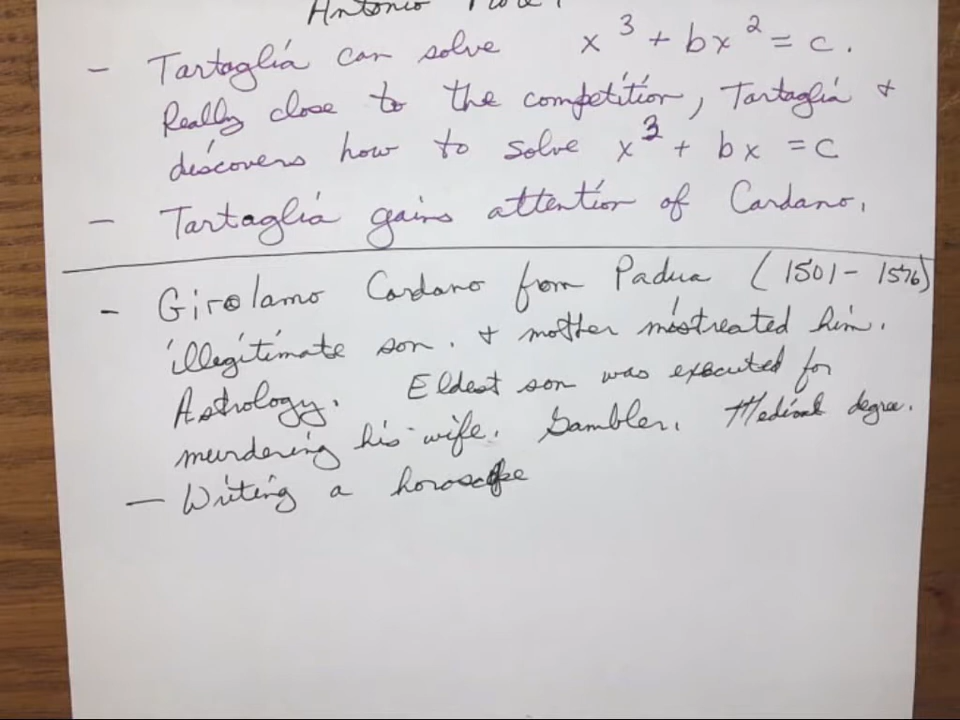 Antonio
- Tartaglia can solve x³ + bx² = c.
Really close to the competition, Tartaglia +
discovers how to solve x³ + bx = c
- Tartaglia gains attention of Cardano.
- Girolamo Cardano from Padua (1501 - 1576)
illegitimate son. + mother mistreated him.
Astrology. Eldest son was executed for
murdering his wife. Gambler. Medical degree.
- Writing a horoscope